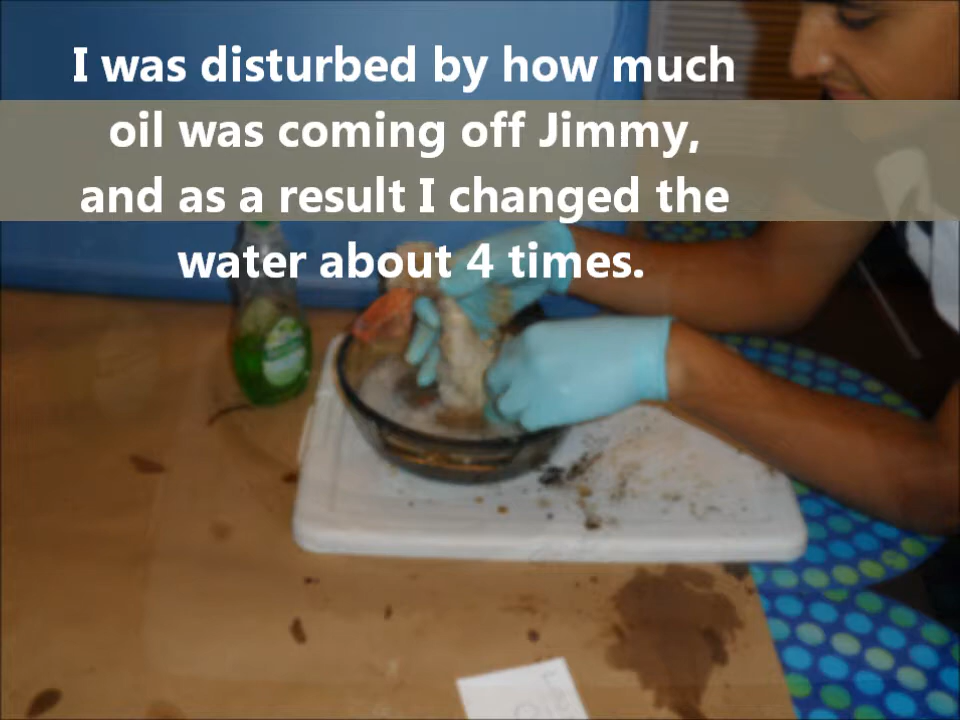 I was disturbed by how much
oil was coming off Jimmy,
and as a result I changed the
water about 4 times.